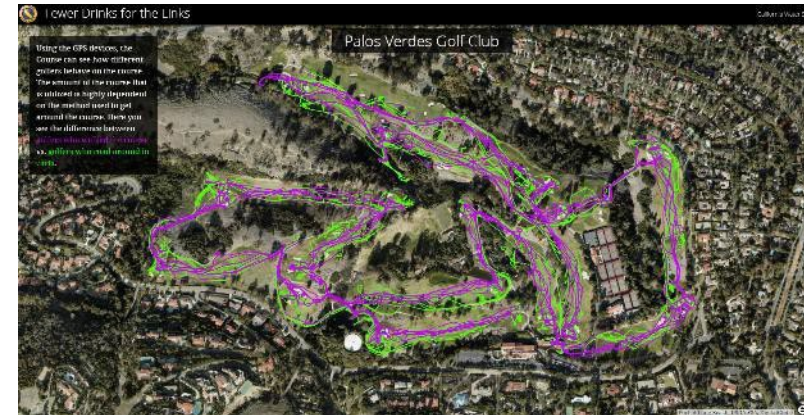 Fewer Drinks for the Links
Palos Verdes Golf Club
Using the GPS devices, the
Course can see how different
golfers behave on the course.
The amount of the course that
is utilized is highly dependent
on the method used to get
around the course. Here you
see the difference between
golfers who walked the course
vs. golfers who road around in
carts.